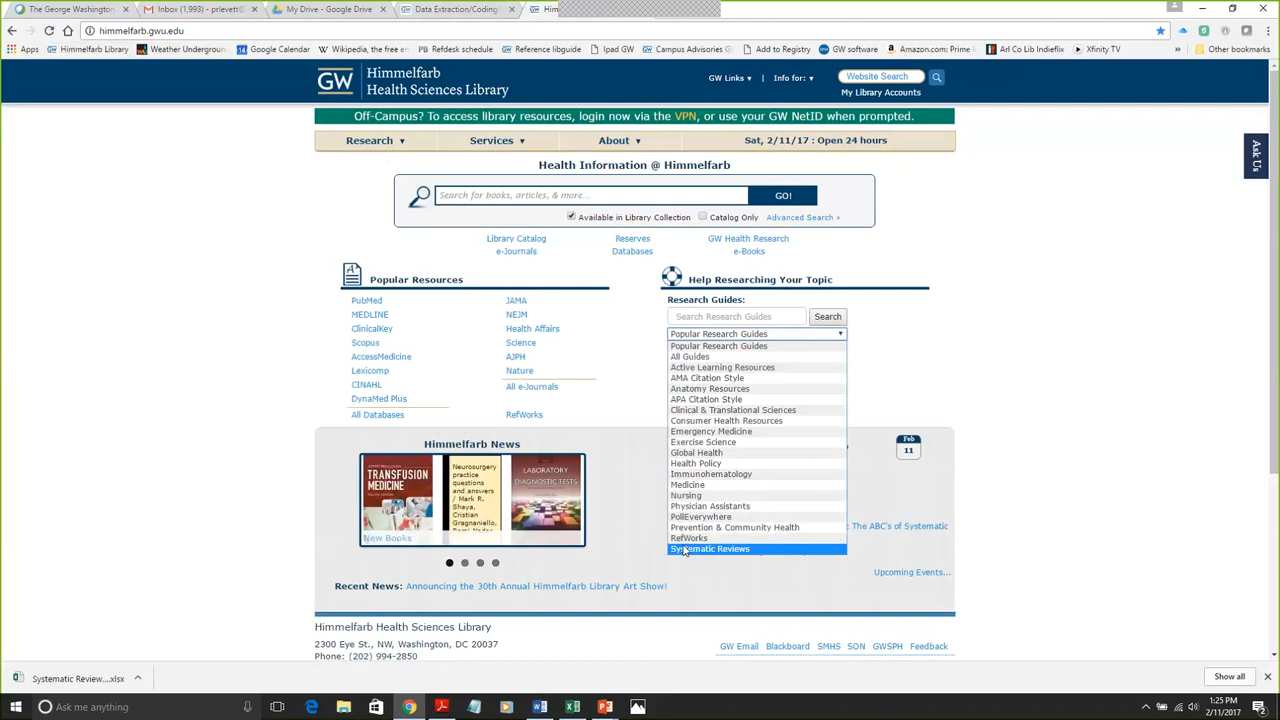 The George Washington
Inbox (1,993) - prlevett@
My Drive - Google Drive
Data Extraction/Coding
Him
himmelfarb.gwu.edu
Apps
Himmelfarb Library
Weather Underground
Google Calendar
Wikipedia, the free en
Refdesk schedule
Reference libguide
Ipad GW
Campus Advisories
Add to Registry
GW software
Amazon.com: Prime
Art Co Lab Indieflix
Xfinity TV
Other bookmarks
GW
Himmelfarb
Health Sciences Library
GW Links
Info for:
Website Search
My Library Accounts
Off-Campus? To access library resources, login now via the VPN, or use your GW NetID when prompted.
Research
Services
About
Sat, 2/11/17 : Open 24 hours
Ask Us
Health Information @ Himmelfarb
Search for books, articles, & more...
GO!
Available in Library Collection
Catalog Only
Advanced Search »
Library Catalog
Reserves
GW Health Research
e-Journals
Databases
e-Books
Popular Resources
PubMed
MEDLINE
ClinicalKey
Scopus
AccessMedicine
Lexicomp
CINAHL
DynaMed Plus
All Databases
JAMA
NEJM
Health Affairs
Science
AJPH
Nature
All e-Journals
RefWorks
Help Researching Your Topic
Research Guides:
Search Research Guides
Search
Popular Research Guides
Popular Research Guides
All Guides
Active Learning Resources
AMA Citation Style
Anatomy Resources
APA Citation Style
Clinical & Translational Sciences
Consumer Health Resources
Emergency Medicine
Exercise Science
Global Health
Health Policy
Immunohematology
Medicine
Nursing
Physician Assistants
PollEverywhere
Prevention & Community Health
RefWorks
Systematic Reviews
Himmelfarb News
TRANSFUSION MEDICINE
Neurosurgery practice questions and answers / Mark R. Shaya, Cristian Gragnaniello,
LABORATORY DIAGNOSTIC TESTS
New Books
Feb
11
: The ABC's of Systematic
Upcoming Events...
Recent News: Announcing the 30th Annual Himmelfarb Library Art Show!
Himmelfarb Health Sciences Library
2300 Eye St., NW, Washington, DC 20037
Phone: (202) 994-2850
GW Email
Blackboard
SMHS
SON
GWSPH
Feedback
Systematic Review....xlsx
Show all
Ask me anything
1:25 PM
2/11/2017